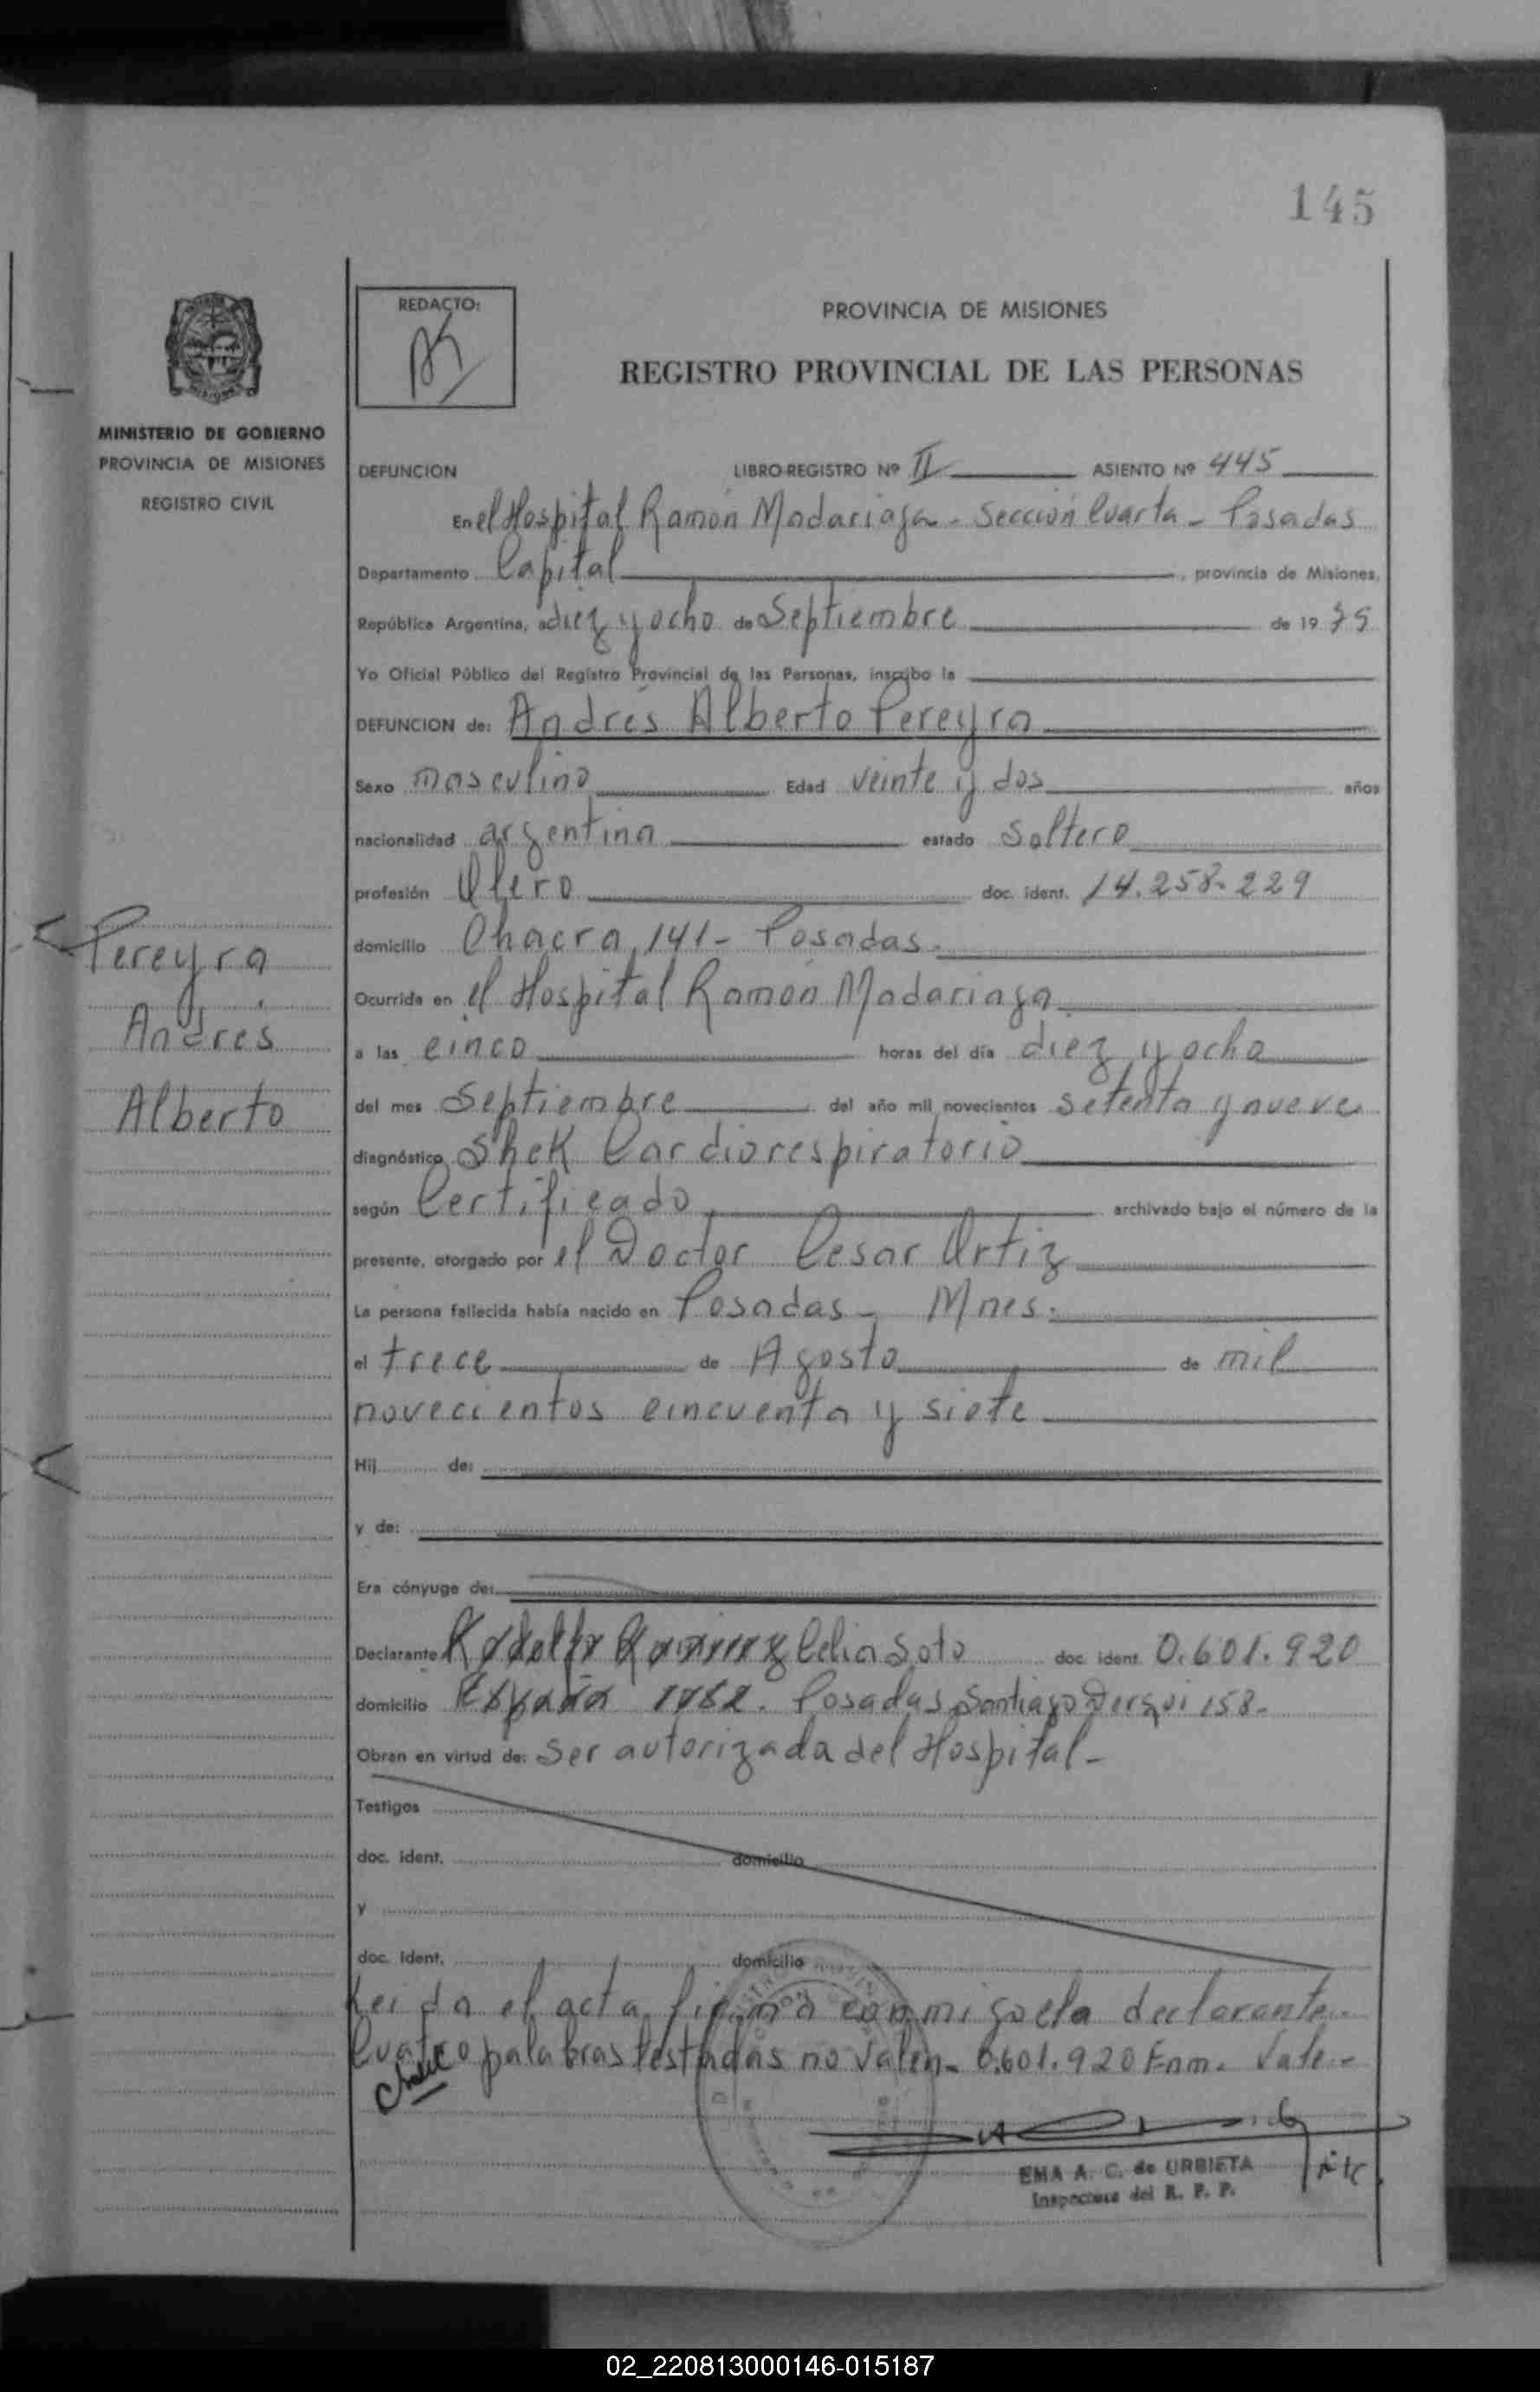 145
REDACTO:
PROVINCIA DE MISIONES
REGISTRO PROVINCIAL DE LAS PERSONAS
MINISTERIO DE GOBIERNO
PROVINCIA DE MISIONES
REGISTRO CIVIL
DEFUNCION LIBRO-REGISTRO Nº II ASIENTO Nº 445
En el Hospital Ramón Madariaga - Sección Cuarta - Posadas
Departamento Capital, provincia de Misiones,
República Argentina, a diez y ocho de Septiembre de 1979
Yo Oficial Público del Registro Provincial de las Personas, inscribo la
DEFUNCION de: Andrés Alberto Pereyra
Sexo masculino Edad veinte y dos años
nacionalidad argentina estado Soltero
profesión Olero doc. ident. 14.258.229
domicilio Chacra 141 - Posadas.
Pereyra
Andrés
Alberto
Ocurrida en el Hospital Ramón Madariaga
a las cinco horas del día diez y ocho
del mes Septiembre del año mil novecientos setenta y nueve
diagnóstico Shok Cardiorespiratorio
según Certificado archivado bajo el número de la
presente, otorgado por el Doctor Cesar Ortiz
La persona fallecida había nacido en Posadas - Mnes.
el trece de Agosto de mil
novecientos cincuenta y siete
Hij de:
y de:
Era cónyuge de:
Declarante Rodolfo Ramirez Celia Soto doc. ident. 0.601.920
domicilio España Posadas Santiago Derqui 158.
Obran en virtud de: Ser autorizada del Hospital -
Testigos
doc. ident. domicilio
y
doc. ident. domicilio
Leida el acta, firma conmigo la declarante.
Cuatro palabras testadas no valen - 0.601.920 Enm. Vale -
EMA A. C. de URBIETA
Inspectora del R. P. P.
02_220813000146-015187